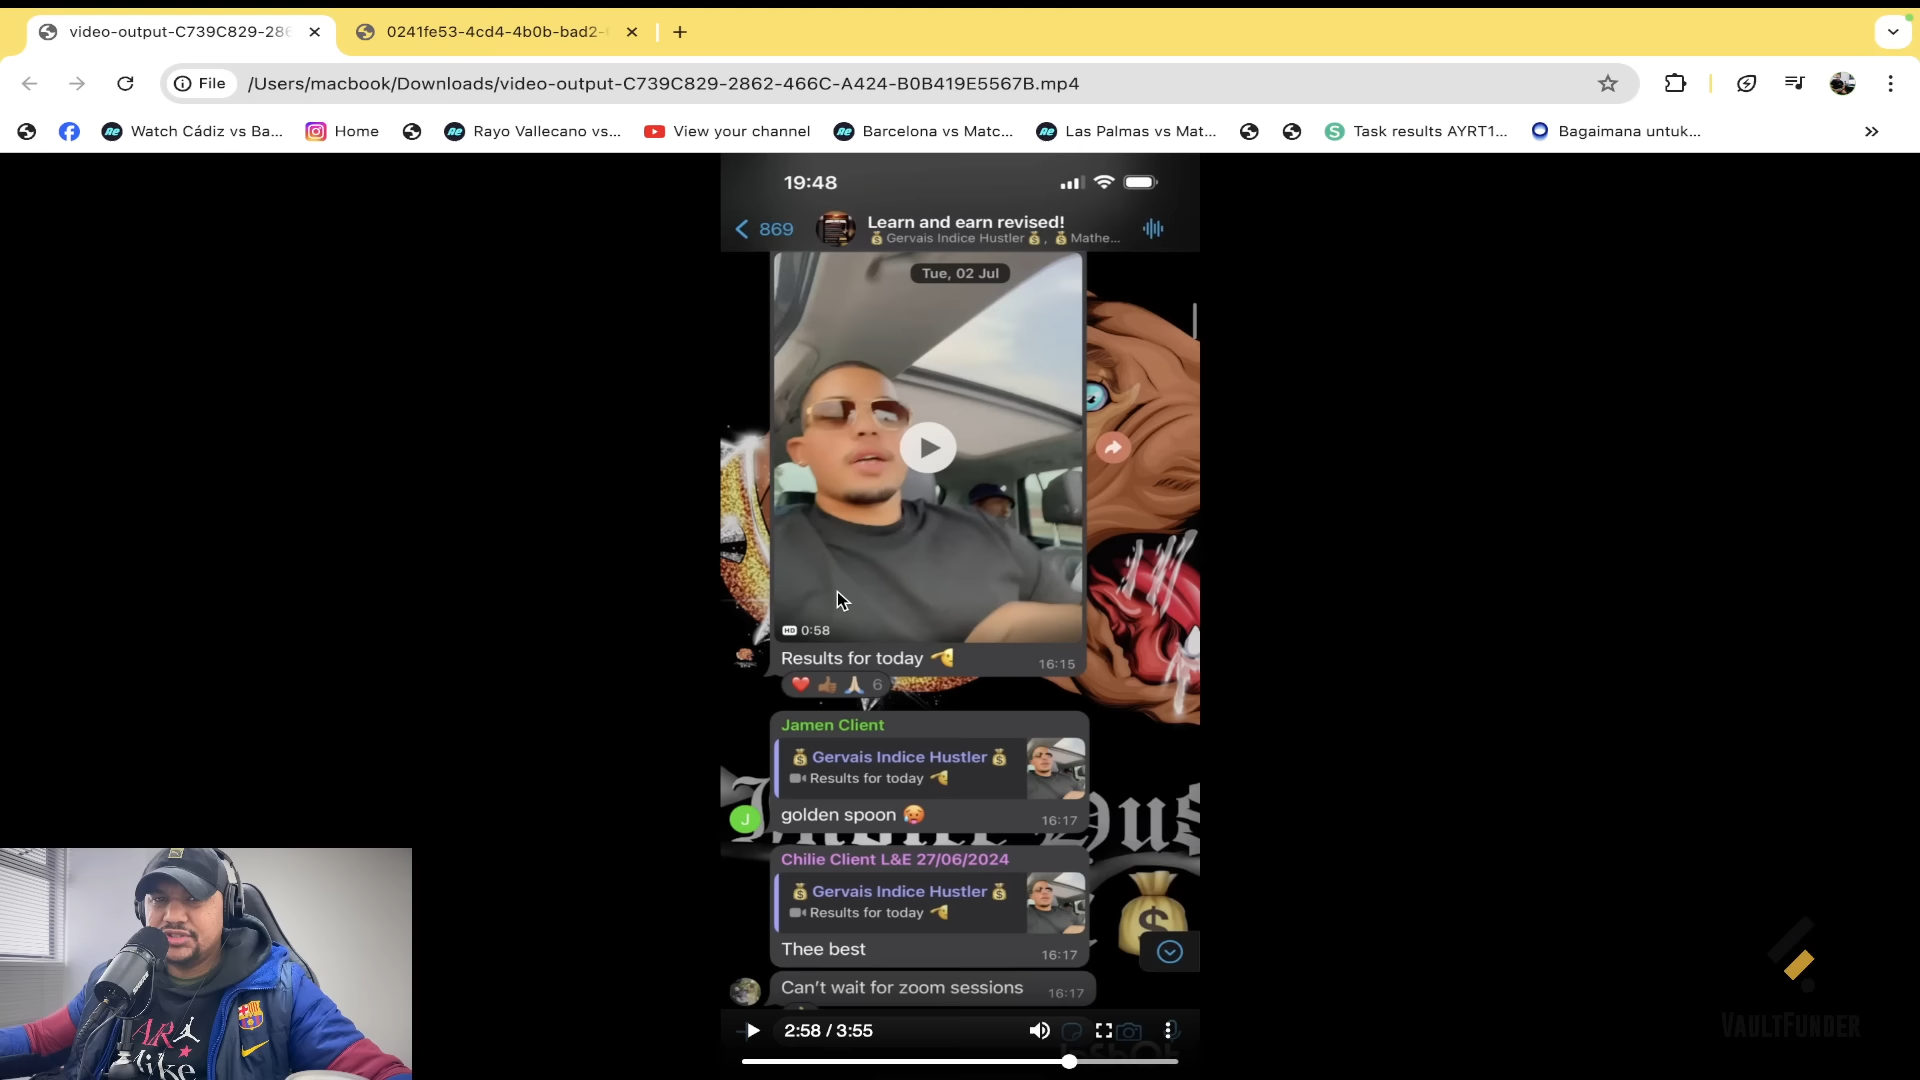 video-output-C739C829-286
0241fe53-4cd4-4b0b-bad2-
File
/Users/macbook/Downloads/video-output-C739C829-2862-466C-A424-B0B419E5567B.mp4
Watch Cádiz vs Ba...
Home
Rayo Vallecano vs...
View your channel
Barcelona vs Matc...
Las Palmas vs Mat...
Task results AYRT1...
Bagaimana untuk...
19:48
869
Learn and earn revised!
💰Gervais Indice Hustler💰, 💰Mathe...
Tue, 02 Jul
HD 0:58
Results for today 🫡
16:15
6
Jamen Client
💰Gervais Indice Hustler💰
Results for today 🫡
J
golden spoon 🥵
16:17
Chilie Client L&E 27/06/2024
💰Gervais Indice Hustler💰
Results for today 🫡
Thee best
16:17
Can't wait for zoom sessions
16:17
2:58 / 3:55
VAULTFUNDER